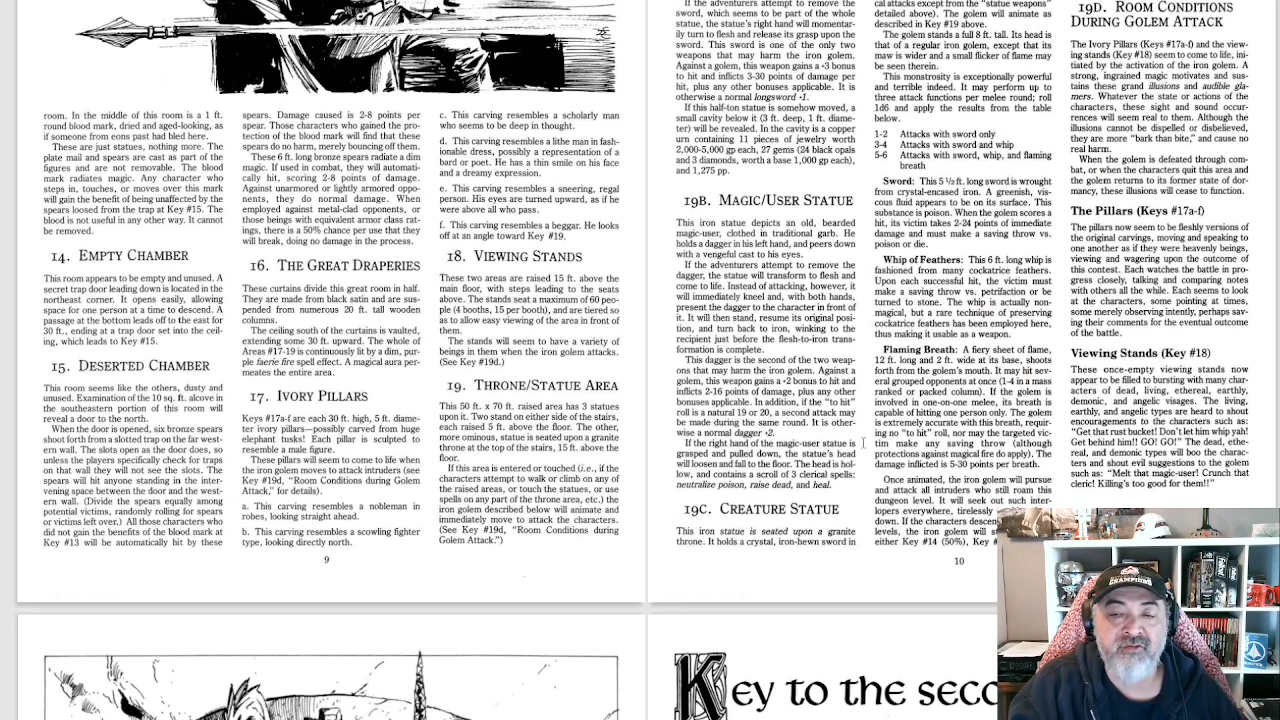 room. In the middle of this room is a 1 ft.
round blood mark, dried and aged-looking, as
if someone from eons past had bled here.
These are just statues, nothing more. The
plate mail and spears are cast as part of the
figures and are not removable. The blood
mark radiates magic. Any character who
steps in, touches, or moves over this mark
will gain the benefit of being unaffected by the
spears loosed from the trap at Key #15. The
blood is not useful in any other way. It cannot
be removed.
14. Empty Chamber
This room appears to be empty and unused. A
secret trap door leading down is located in the
northeast corner. It opens easily, allowing
space for one person at a time to descend. A
passage at the bottom leads off to the east for
30 ft., ending at a trap door set into the ceil-
ing, which leads to Key #15.
15. Deserted Chamber
This room seems like the others, dusty and
unused. Examination of the 10 sq. ft. alcove in
the southeastern portion of this room will
reveal a door to the north.
When the door is opened, six bronze spears
shoot forth from a slotted trap on the far west-
ern wall. The slots open as the door does, so
unless the players specifically check for traps
on that wall they will not see the slots. The
spears will hit anyone standing in the inter-
vening space between the door and the west-
ern wall. (Divide the spears equally among
potential victims, randomly rolling for spears
or victims left over.) All those characters who
did not gain the benefits of the blood mark at
Key #13 will be automatically hit by these
spears. Damage caused is 2-8 points per
spear. Those characters who gained the pro-
tection of the blood mark will find that these
spears do no harm, merely bouncing off them.
These 6 ft. long bronze spears radiate dim
magic. If used in combat, they will automati-
cally hit, scoring 2-8 points of damage.
Against unarmored or lightly armored oppo-
nents, they do normal damage. When
employed against metal-clad opponents, or
those beings with equivalent armor class rat-
ings, there is a 50% chance per use that they
will break, doing no damage in the process.
16. The Great Draperies
These curtains divide this great room in half.
They are made from black satin and are sus-
pended from numerous 20 ft. tall wooden
columns.
The ceiling south of the curtains is vaulted,
extending some 30 ft. upward. The whole of
Areas #17-19 is continuously lit by a dim, pur-
ple faerie fire spell effect. A magical aura per-
meates the entire area.
17. Ivory Pillars
Keys #17a-f are each 30 ft. high, 5 ft. diame-
ter ivory pillars—possibly carved from huge
elephant tusks! Each pillar is sculpted to
resemble a male figure.
These pillars will seem to come to life when
the iron golem moves to attack intruders (see
Key #19d, "Room Conditions during Golem
Attack," for details).
a. This carving resembles a nobleman in
robes, looking straight ahead.
b. This carving resembles a scowling fighter
type, looking directly north.
c. This carving resembles a scholarly man
who seems to be deep in thought.
d. This carving resembles a lithe man in fash-
ionable dress, possibly a representation of a
bard or poet. He has a thin smile on his face
and a dreamy expression.
e. This carving resembles a sneering, regal
person. His eyes are turned upward, as if he
were above all who pass.
f. This carving resembles a beggar. He looks
off at an angle toward Key #19.
18. Viewing Stands
These two areas are raised 15 ft. above the
main floor, with steps leading to the seats
above. The stands seat a maximum of 60 peo-
ple (4 booths, 15 per booth), and are tiered so
as to allow easy viewing of the area in front of
them.
The stands will seem to have a variety of
beings in them when the iron golem attacks.
(See Key #19d.)
19. Throne/Statue Area
This 50 ft. x 70 ft. raised area has 3 statues
upon it. Two stand on either side of the stairs,
each raised 5 ft. above the floor. The other,
more ominous, statue is seated upon a granite
throne at the top of the stairs, 15 ft. above the
floor.
If this area is entered or touched (i.e., if the
characters attempt to walk or climb on any of
the raised areas, or touch the statues, or use
spells on any part of the throne area, etc.) the
iron golem described below will animate and
immediately move to attack the characters.
(See Key #19d, "Room Conditions during
Golem Attack.")
9
If the adventurers attempt to remove the
sword, which seems to be part of the whole
statue, the statue's right hand will momentar-
ily turn to flesh and release its grasp upon the
sword. This sword is one of the only two
weapons that may harm the iron golem.
Against a golem, this weapon gains a +3 bonus
to hit and inflicts 3-30 points of damage per
hit, plus any other bonuses applicable. It is
otherwise a normal longsword +1.
If this half-ton statue is somehow moved, a
small cavity below it (3 ft. deep, 1 ft. diame-
ter) will be revealed. In the cavity is a copper
urn containing 11 pieces of jewelry worth
2,000-5,000 gp each, 27 gems (24 black opals
and 3 diamonds, worth a base 1,000 gp each),
and 1,275 pp.
19b. Magic/User Statue
This iron statue depicts an old, bearded
magic-user, clothed in traditional garb. He
holds a dagger in his left hand, and peers down
with a vengeful cast to his eyes.
If the adventurers attempt to remove the
dagger, the statue will transform to flesh and
come to life. Instead of attacking, however, it
will immediately kneel and, with both hands,
present the dagger to the character in front of
it. It will then stand, resume its original posi-
tion, and turn back to iron, winking to the
recipient just before the flesh-to-iron trans-
formation is complete.
This dagger is the second of the two weap-
ons that may harm the iron golem. Against a
golem, this weapon gains a +2 bonus to hit and
inflicts 2-16 points of damage, plus any other
bonuses applicable. In addition, if the "to hit"
roll is a natural 19 or 20, a second attack may
be made during the same round. It is other-
wise a normal dagger +2.
If the right hand of the magic-user statue is
grasped and pulled down, the statue's head
will loosen and fall to the floor. The head is hol-
low, and contains a scroll of 3 clerical spells:
neutralize poison, raise dead, and heal.
19c. Creature Statue
This iron statue is seated upon a granite
throne. It holds a crystal, iron-hewn sword in
cal attacks except the "statue weapons"
detailed above). The golem will animate as
described in Key #19 above.
The golem stands a full 8 ft. tall. Its head is
that of a regular iron golem, except that its
maw is wider and a small flicker of flame may
be seen therein.
This monstrosity is exceptionally powerful
and terrible indeed. It may perform up to
three attack functions per melee round; roll
1d6 and apply the results from the table
below.
1-2 Attacks with sword only
3-4 Attacks with sword and whip
5-6 Attacks with sword, whip, and flaming
breath
Sword: This 5½ ft. long sword is wrought
from crystal-encased iron. A greenish, vis-
cous fluid appears to be on its surface. This
substance is poison. When the golem scores a
hit, its victim takes 2-24 points of immediate
damage and must make a saving throw vs.
poison or die.
Whip of Feathers: This 6 ft. long whip is
fashioned from many cockatrice feathers.
Upon each successful hit, the victim must
make a saving throw vs. petrifaction or be
turned to stone. The whip is actually non-
magical, but a rare technique of preserving
cockatrice feathers has been employed here,
thus making it usable as a weapon.
Flaming Breath: A fiery sheet of flame,
12 ft. long and 2 ft. wide at its base, shoots
forth from the golem's mouth. It may hit sev-
eral grouped opponents at once (1-4 in a mass
ranked or packed column). If the golem is
involved in one-on-one melee, its breath is
capable of hitting one person only. The golem
is extremely accurate with this breath, requir-
ing no "to hit" roll, nor may the targeted vic-
tim make any saving throw (although
protections against magical fire do apply). The
damage inflicted is 5-30 points per breath.
Once animated, the iron golem will pursue
and attack all intruders who still roam this
dungeon level. It will seek out such inter-
lopers everywhere, tirelessly
down. If the characters descen
levels, the iron golem will st
either Key #14 (50%), Key #
10
19d. Room Conditions
During Golem Attack
The Ivory Pillars (Keys #17a-f) and the view-
ing stands (Key #18) seem to come to life, ini-
tiated by the activation of the iron golem. A
strong, ingrained magic motivates and sus-
tains these grand illusions and audible gla-
mers. Whatever the state or actions of the
characters, these sight and sound occur-
rences will seem real to them. Although the
illusions cannot be dispelled or disbelieved,
they are more "bark than bite," and cause no
real harm.
When the golem is defeated through com-
bat, or when the characters quit this area and
the golem returns to its former state of dor-
mancy, these illusions will cease to function.
The Pillars (Keys #17a-f)
The pillars now seem to be fleshly versions of
the original carvings, moving and speaking to
one another as if they were heavenly beings,
viewing and wagering upon the outcome of
this contest. Each watches the battle in pro-
gress closely, talking and comparing notes
with others all the while. Each seems to look
at the characters, some pointing at times,
some merely observing intently, perhaps sav-
ing their comments for the eventual outcome
of the battle.
Viewing Stands (Key #18)
These once-empty viewing stands now
appear to be filled to bursting with many char-
acters of dead, living, ethereal, earthly,
demonic, and angelic visages. The living,
earthly, and angelic types are heard to shout
encouragements to the characters such as:
"Get that rust bucket! Don't let him whip yah!
Get behind him!! GO! GO!" The dead, ethe-
real, and demonic types will boo the charac-
ters and shout evil suggestions to the golem
such as: "Melt that magic-user! Crunch that
cleric! Killing's too good for them!!"
Key to the seco
CHAMPIONS